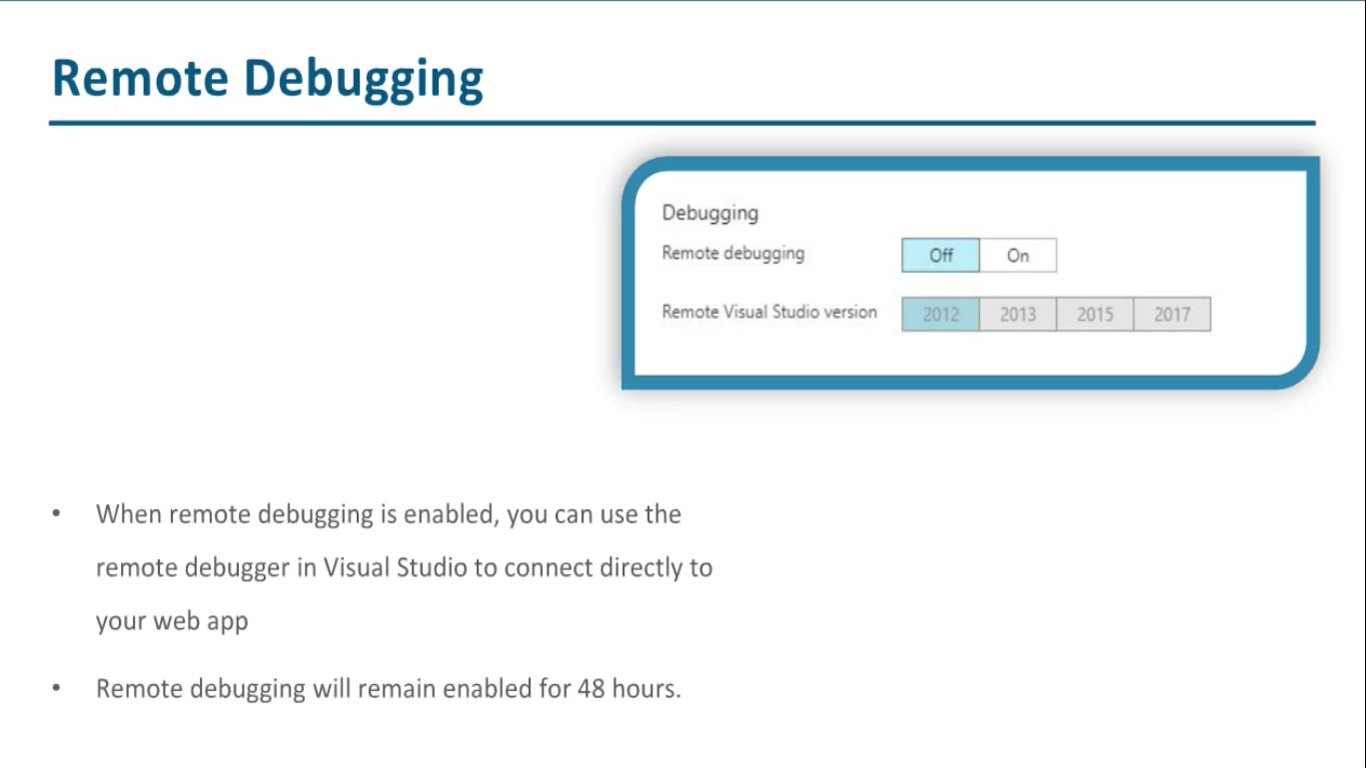 Remote Debugging
Debugging
Remote debugging Off On
Remote Visual Studio version 2012 2013 2015 2017
• When remote debugging is enabled, you can use the
remote debugger in Visual Studio to connect directly to
your web app
• Remote debugging will remain enabled for 48 hours.